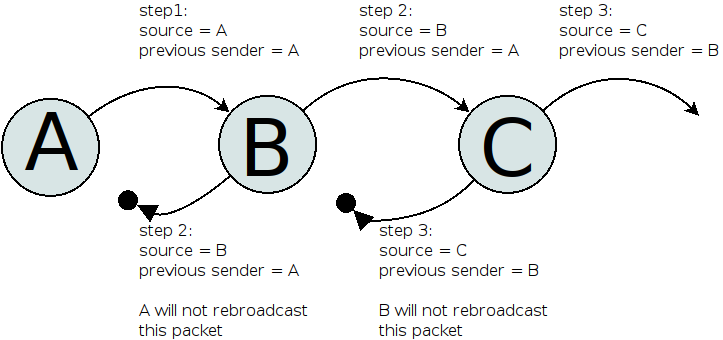 step1:
source = A
previous sender = A
step 2:
source = B
previous sender = A
step 3:
source = C
previous sender = B
A
B
C
step 2:
source = B
previous sender = A
A will not rebroadcast
this packet
step 3:
source = C
previous sender = B
B will not rebroadcast
this packet